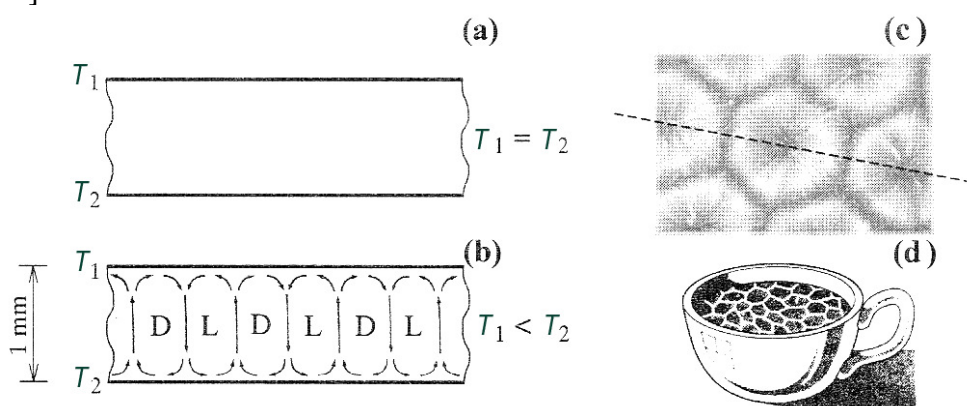 ]
(a)
T1
T1 = T2
T2
(b)
T1
1 mm
D L D L D L
T1 < T2
T2
(c)
(d)